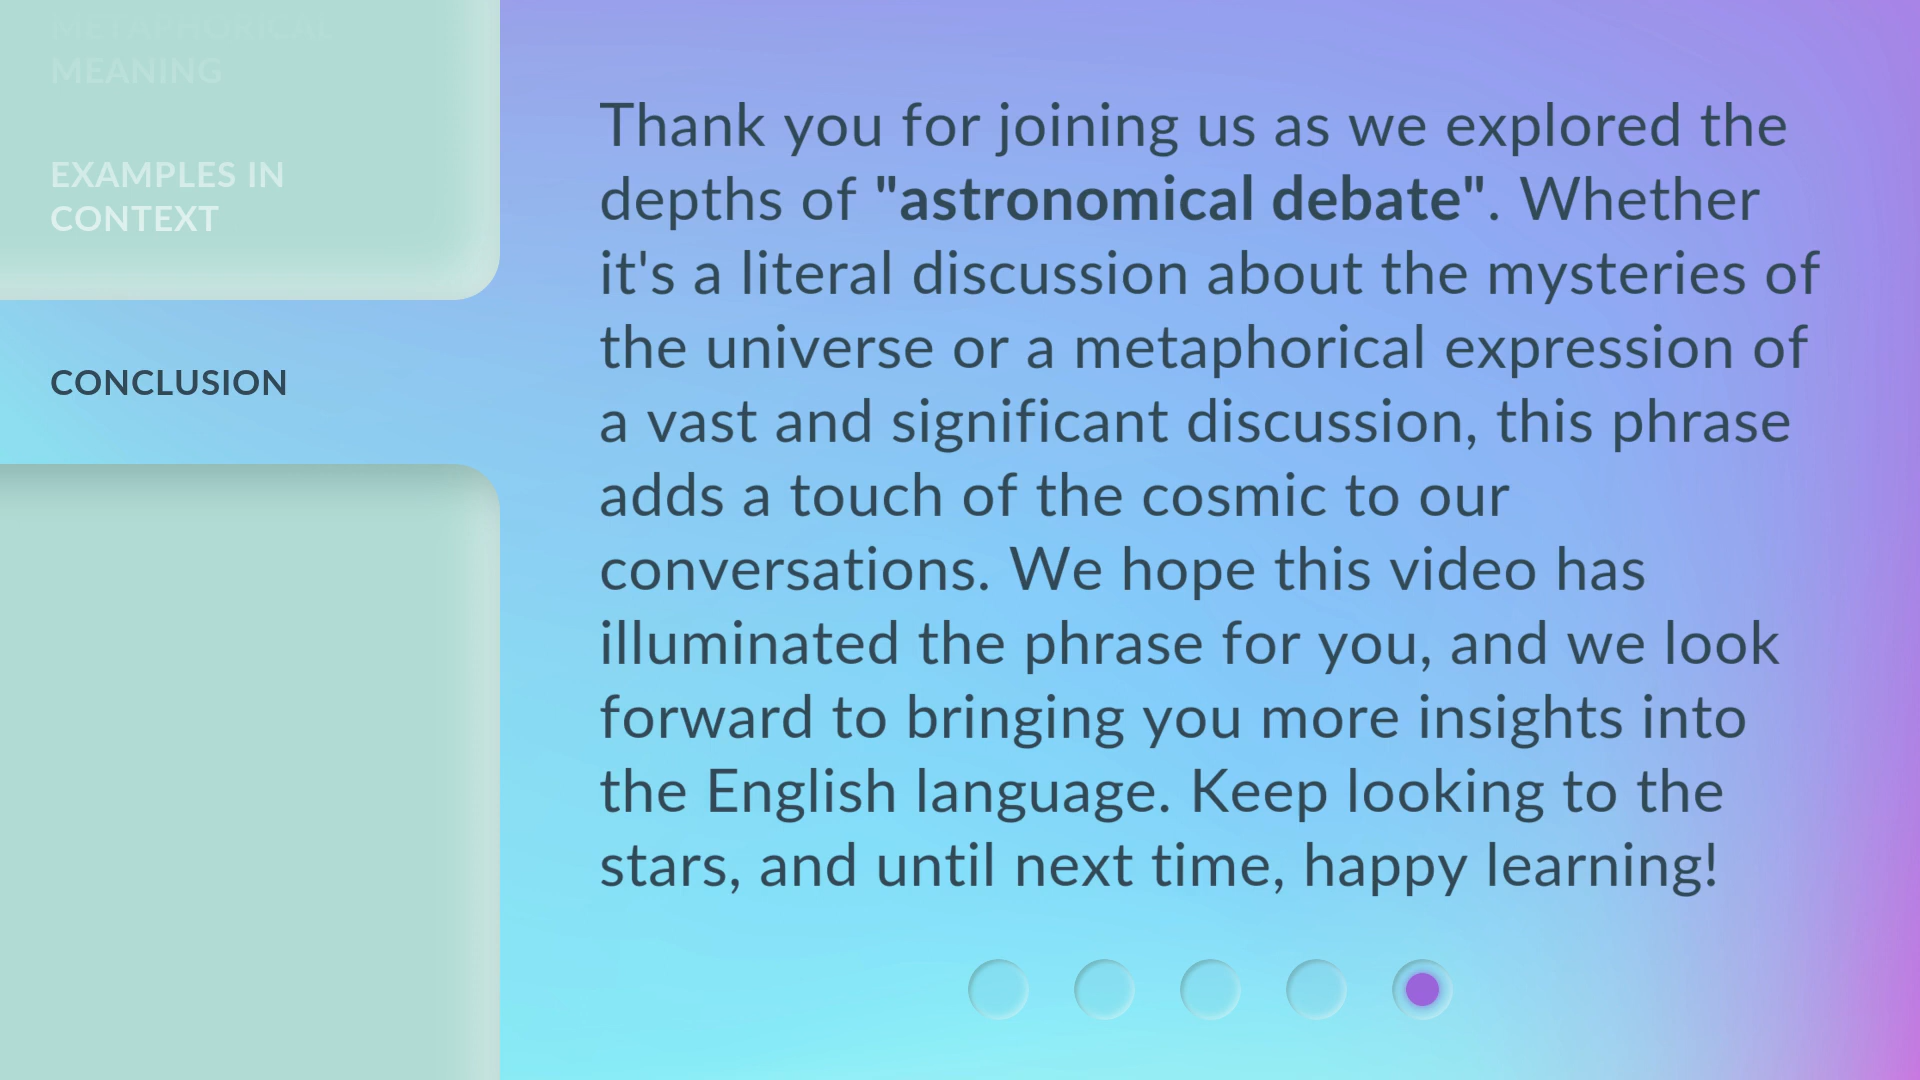 METAPHORICAL
MEANING
EXAMPLES IN
CONTEXT
CONCLUSION
Thank you for joining us as we explored the
depths of "astronomical debate". Whether
it's a literal discussion about the mysteries of
the universe or a metaphorical expression of
a vast and significant discussion, this phrase
adds a touch of the cosmic to our
conversations. We hope this video has
illuminated the phrase for you, and we look
forward to bringing you more insights into
the English language. Keep looking to the
stars, and until next time, happy learning!